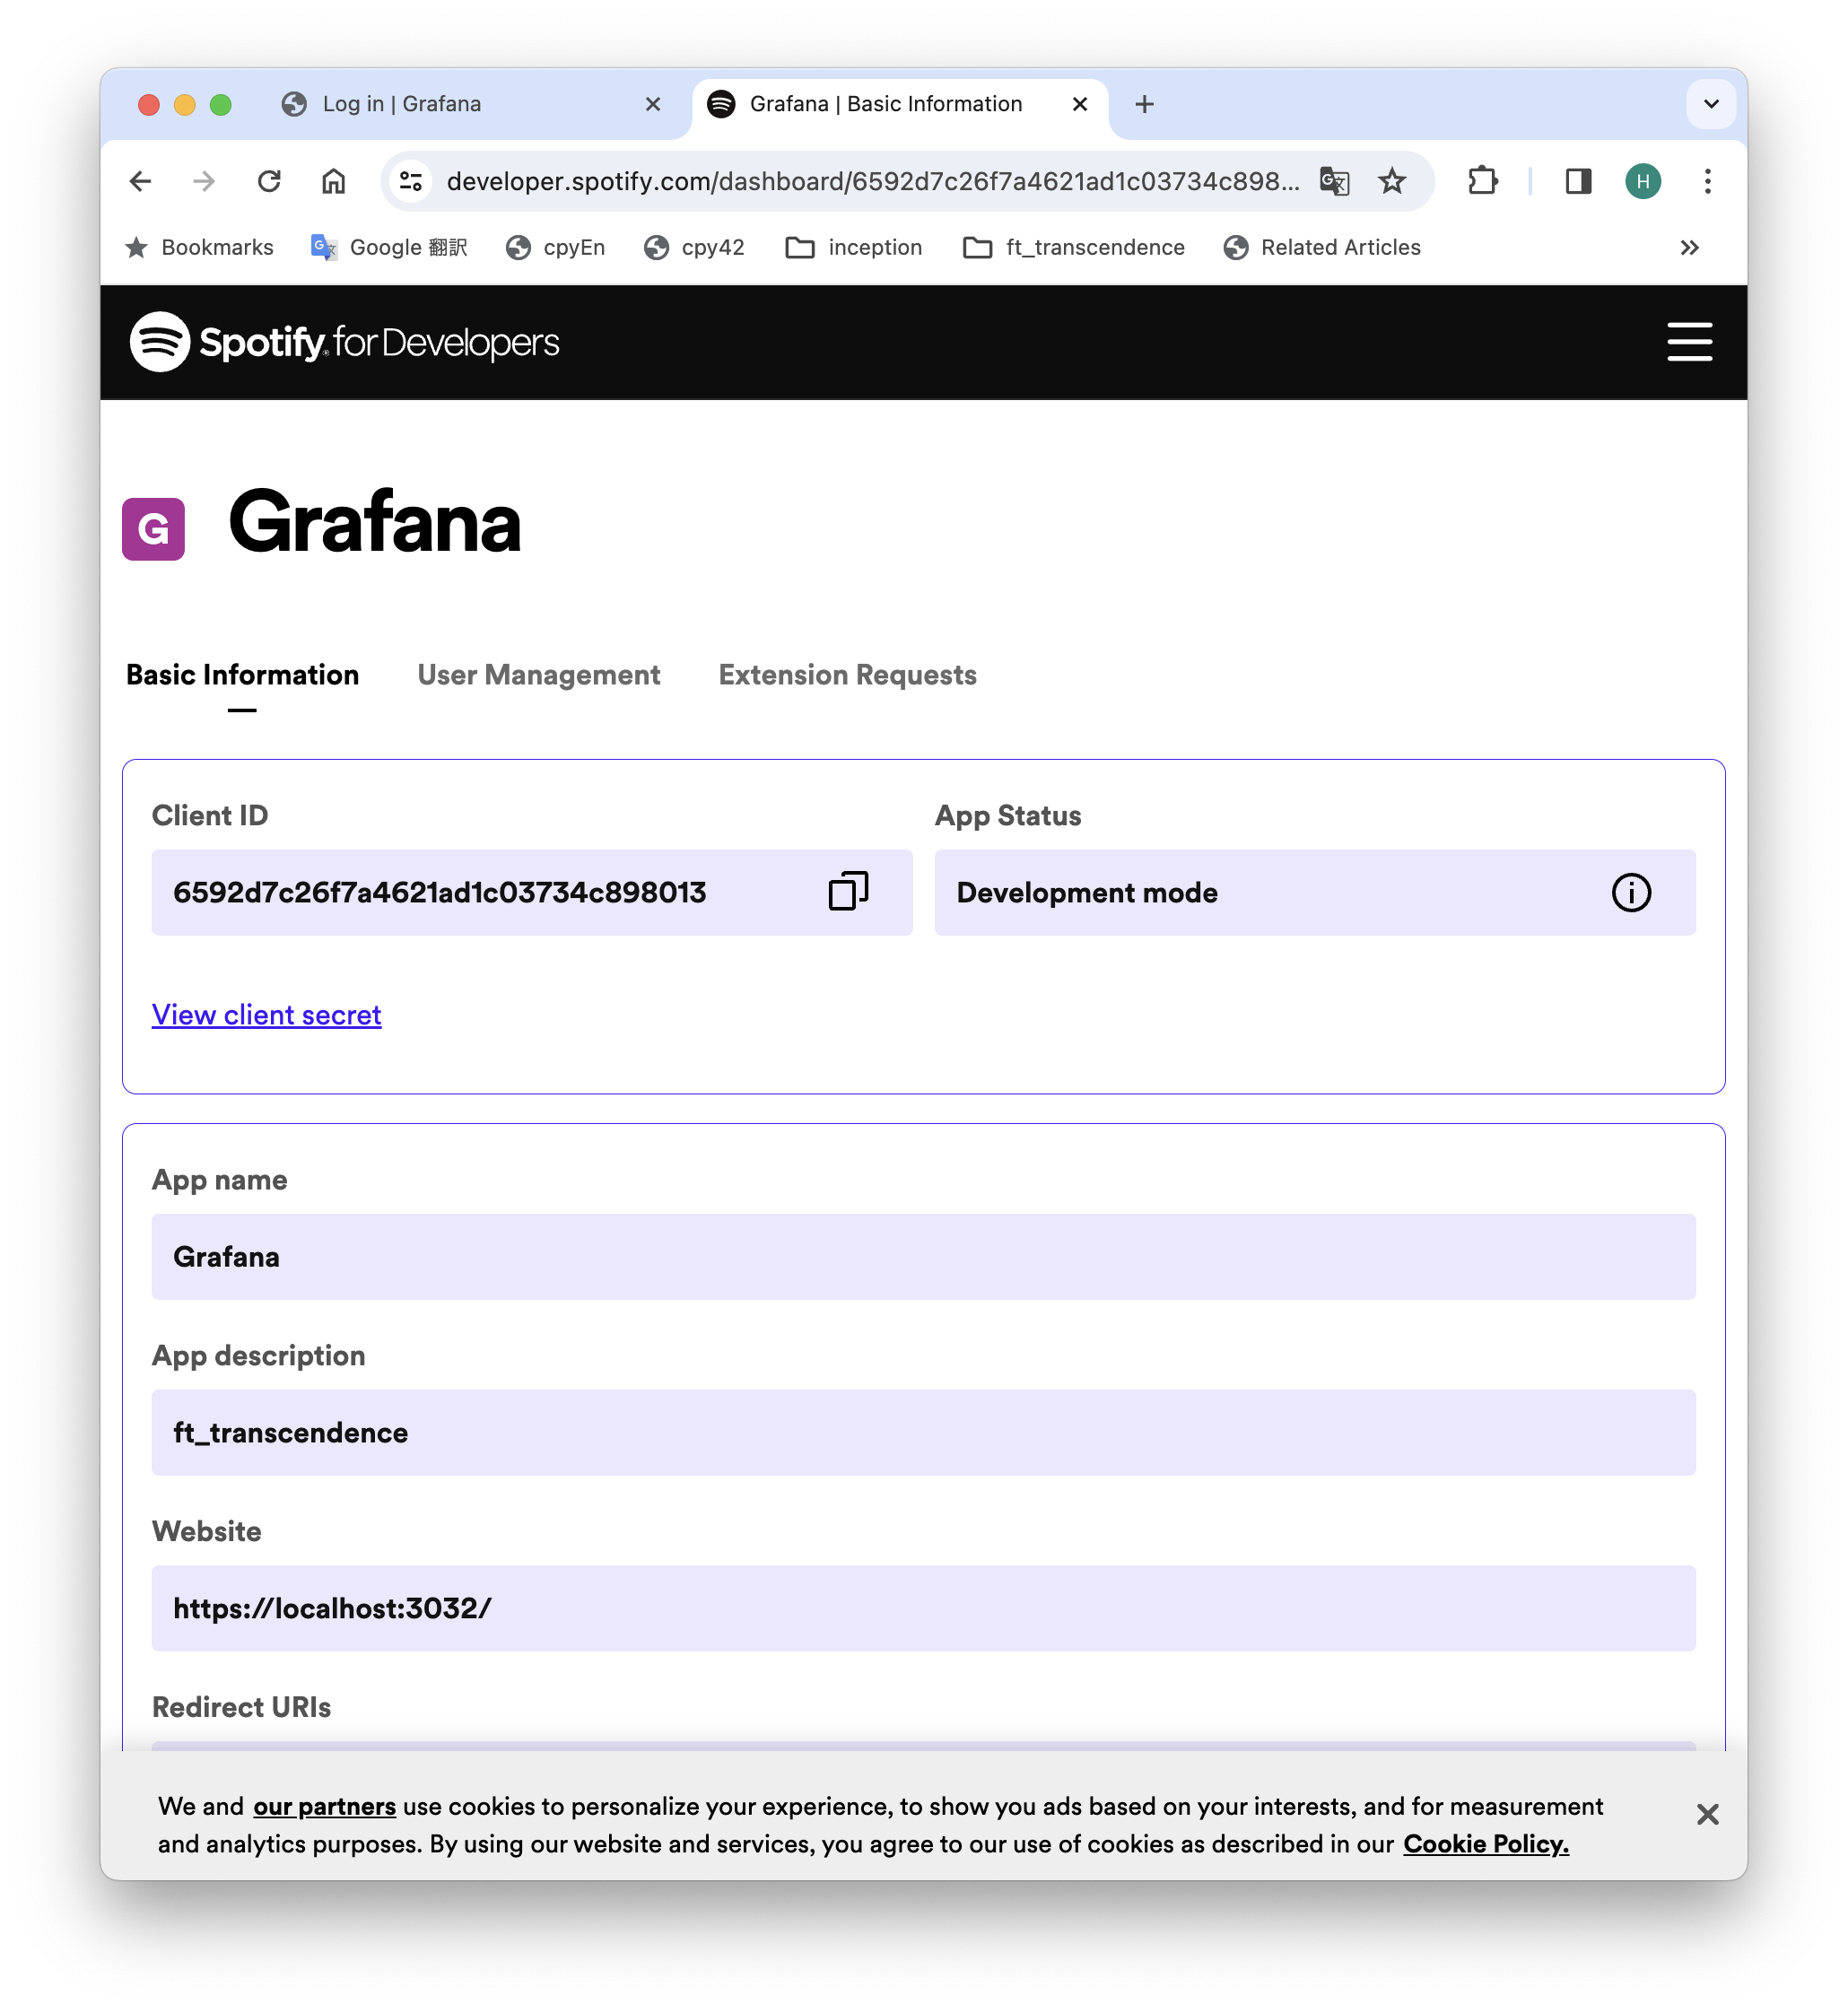 Log in | Grafana
Grafana | Basic Information
developer.spotify.com/dashboard/6592d7c26f7a4621ad1c03734c898...
H
Bookmarks
Google 翻訳
cpyEn
cpy42
inception
ft_transcendence
Related Articles
Spotify for Developers
G
Grafana
Basic Information
User Management
Extension Requests
Client ID
App Status
6592d7c26f7a4621ad1c03734c898013
Development mode
View client secret
App name
Grafana
App description
ft_transcendence
Website
https://localhost:3032/
Redirect URIs
We and our partners use cookies to personalize your experience, to show you ads based on your interests, and for measurement
and analytics purposes. By using our website and services, you agree to our use of cookies as described in our Cookie Policy.